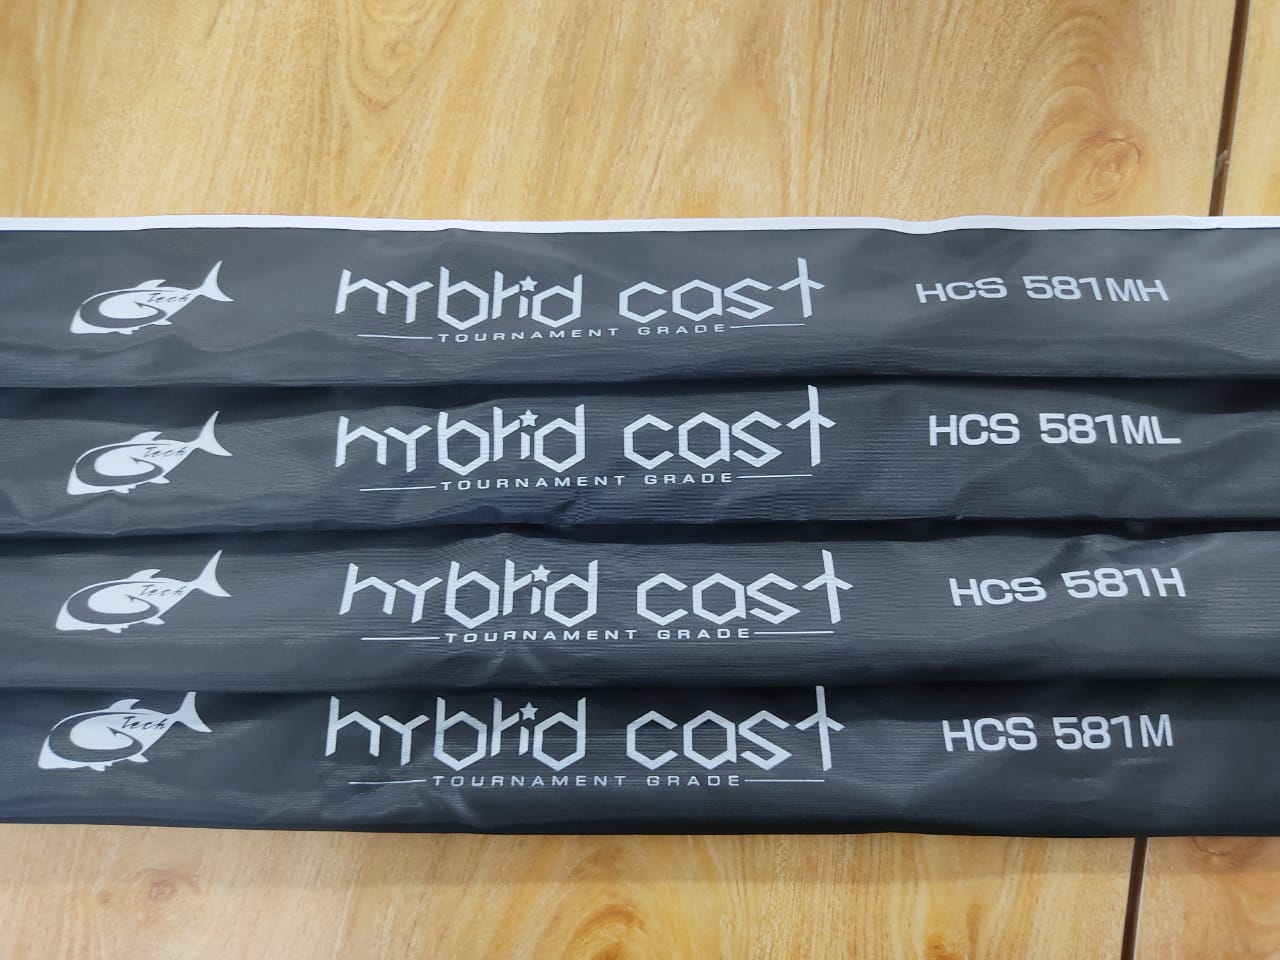 Tech
hybrid cast
TOURNAMENT GRADE
HCS 581MH
Tech
hybrid cast
TOURNAMENT GRADE
HCS 581ML
Tech
hybrid cast
TOURNAMENT GRADE
HCS 581H
Tech
hybrid cast
TOURNAMENT GRADE
HCS 581M